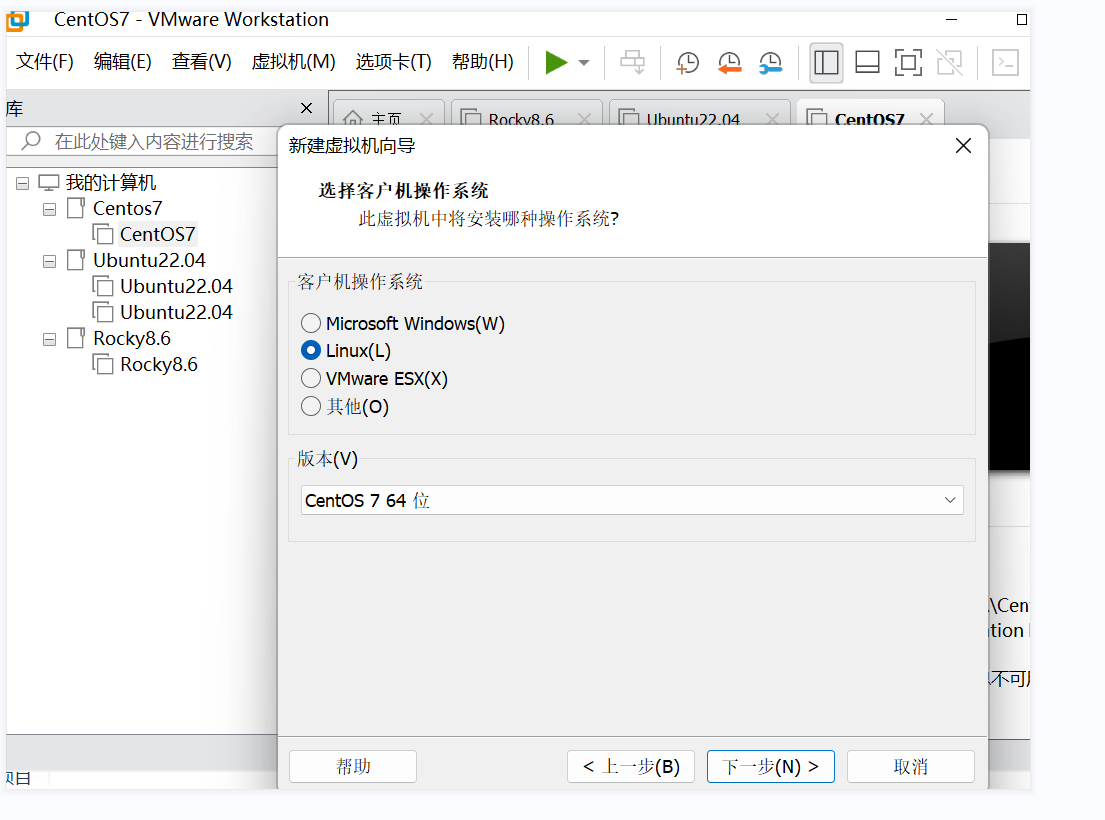 CentOS7 - VMware Workstation
文件(F) 编辑(E) 查看(V) 虚拟机(M) 选项卡(T) 帮助(H)
库
主页 Rocky8.6 Ubuntu22.04 CentOS7
在此处键入内容进行搜索
我的计算机
Centos7
CentOS7
Ubuntu22.04
Ubuntu22.04
Ubuntu22.04
Rocky8.6
Rocky8.6
新建虚拟机向导
选择客户机操作系统
此虚拟机中将安装哪种操作系统?
客户机操作系统
Microsoft Windows(W)
Linux(L)
VMware ESX(X)
其他(O)
版本(V)
CentOS 7 64 位
\Cen
tion
不可
帮助 < 上一步(B) 下一步(N) > 取消
项目